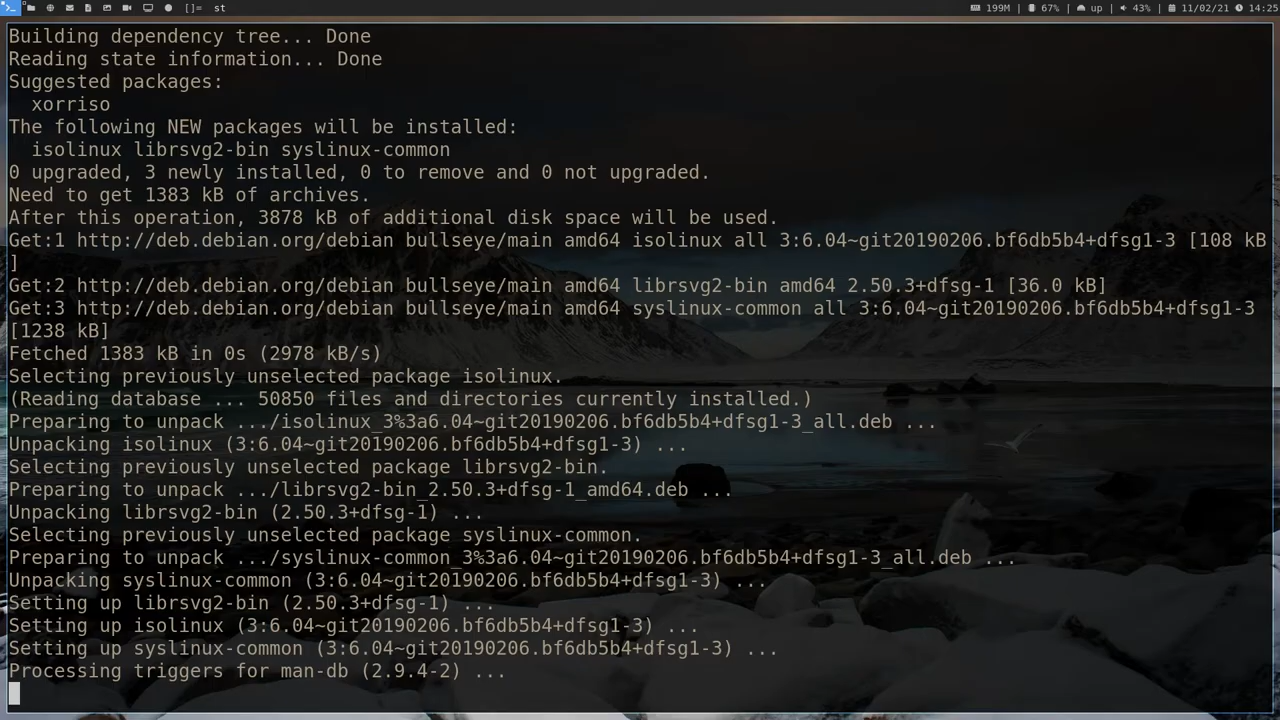 []= st 199M | 67% | up | 43% | 11/02/21 14:25
Building dependency tree... Done
Reading state information... Done
Suggested packages:
  xorriso
The following NEW packages will be installed:
  isolinux librsvg2-bin syslinux-common
0 upgraded, 3 newly installed, 0 to remove and 0 not upgraded.
Need to get 1383 kB of archives.
After this operation, 3878 kB of additional disk space will be used.
Get:1 http://deb.debian.org/debian bullseye/main amd64 isolinux all 3:6.04~git20190206.bf6db5b4+dfsg1-3 [108 kB
]
Get:2 http://deb.debian.org/debian bullseye/main amd64 librsvg2-bin amd64 2.50.3+dfsg-1 [36.0 kB]
Get:3 http://deb.debian.org/debian bullseye/main amd64 syslinux-common all 3:6.04~git20190206.bf6db5b4+dfsg1-3
[1238 kB]
Fetched 1383 kB in 0s (2978 kB/s)
Selecting previously unselected package isolinux.
(Reading database ... 50850 files and directories currently installed.)
Preparing to unpack .../isolinux_3%3a6.04~git20190206.bf6db5b4+dfsg1-3_all.deb ...
Unpacking isolinux (3:6.04~git20190206.bf6db5b4+dfsg1-3) ...
Selecting previously unselected package librsvg2-bin.
Preparing to unpack .../librsvg2-bin_2.50.3+dfsg-1_amd64.deb ...
Unpacking librsvg2-bin (2.50.3+dfsg-1) ...
Selecting previously unselected package syslinux-common.
Preparing to unpack .../syslinux-common_3%3a6.04~git20190206.bf6db5b4+dfsg1-3_all.deb ...
Unpacking syslinux-common (3:6.04~git20190206.bf6db5b4+dfsg1-3) ...
Setting up librsvg2-bin (2.50.3+dfsg-1) ...
Setting up isolinux (3:6.04~git20190206.bf6db5b4+dfsg1-3) ...
Setting up syslinux-common (3:6.04~git20190206.bf6db5b4+dfsg1-3) ...
Processing triggers for man-db (2.9.4-2) ...